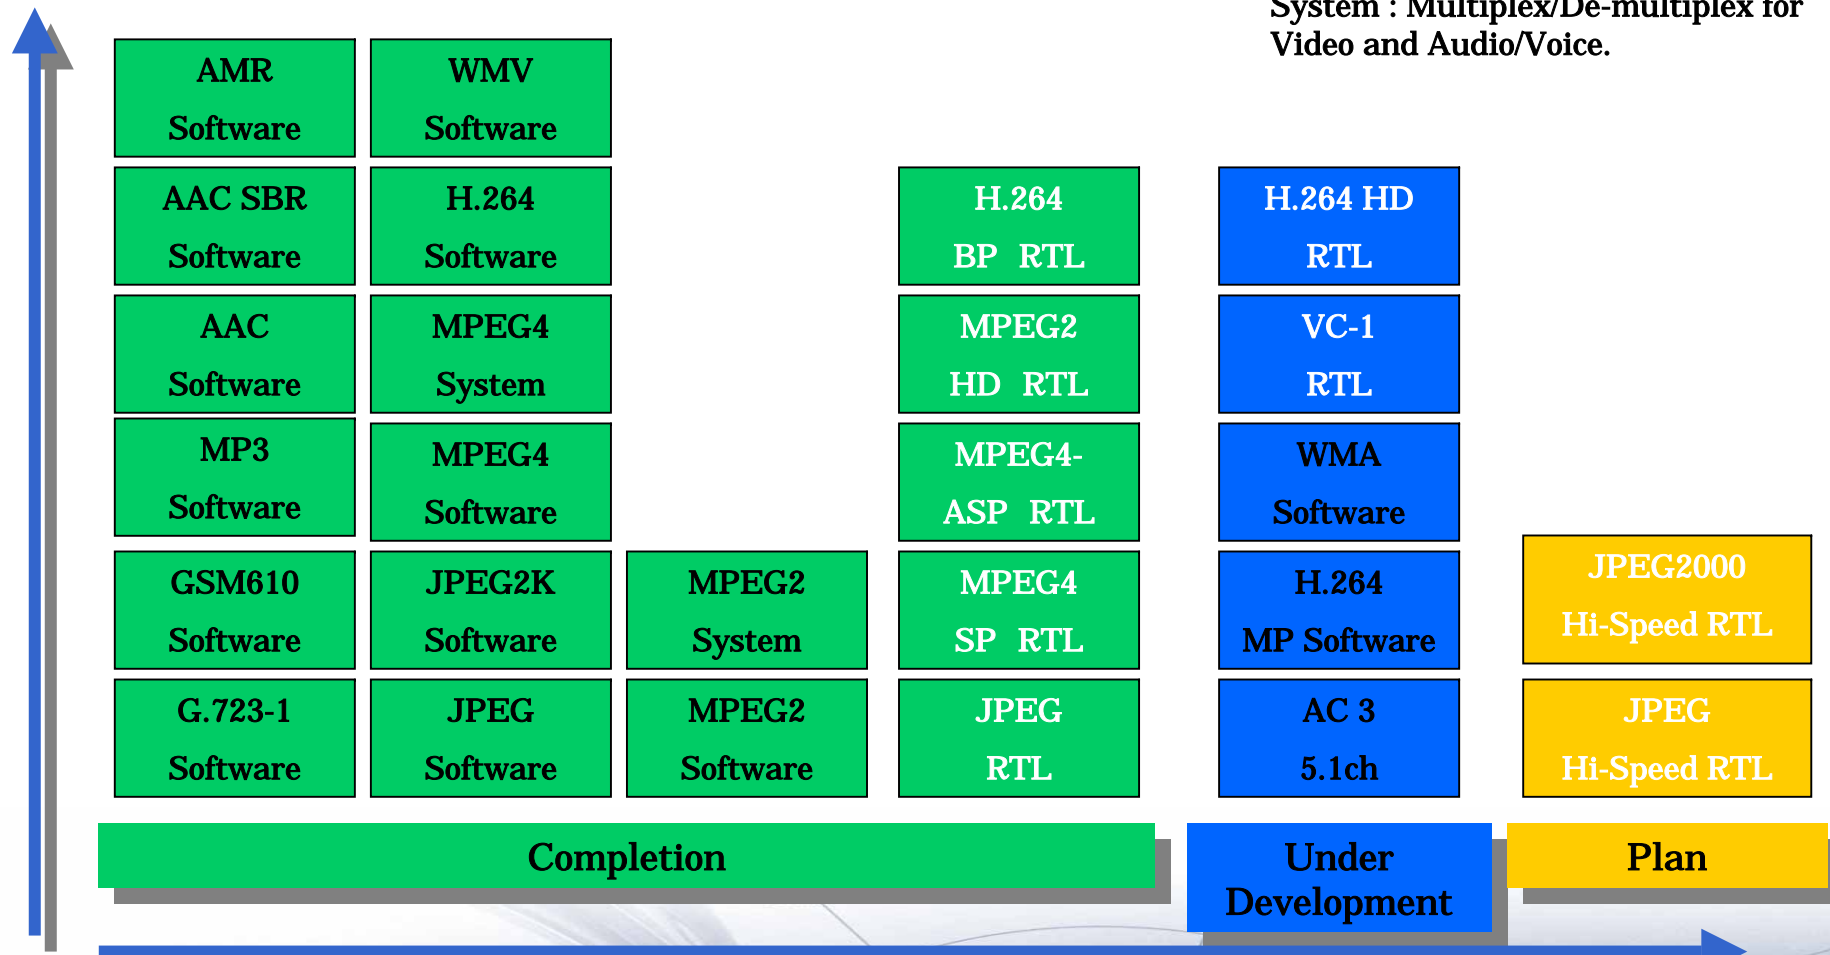 System : Multiplex/De-multiplex for
Video and Audio/Voice.
AMR
Software
WMV
Software
AAC SBR
Software
H.264
Software
H.264
BP RTL
H.264 HD
RTL
AAC
Software
MPEG4
System
MPEG2
HD RTL
VC-1
RTL
MP3
Software
MPEG4
Software
MPEG4-
ASP RTL
WMA
Software
GSM610
Software
JPEG2K
Software
MPEG2
System
MPEG4
SP RTL
H.264
MP Software
JPEG2000
Hi-Speed RTL
G.723-1
Software
JPEG
Software
MPEG2
Software
JPEG
RTL
AC 3
5.1ch
JPEG
Hi-Speed RTL
Completion
Under
Development
Plan